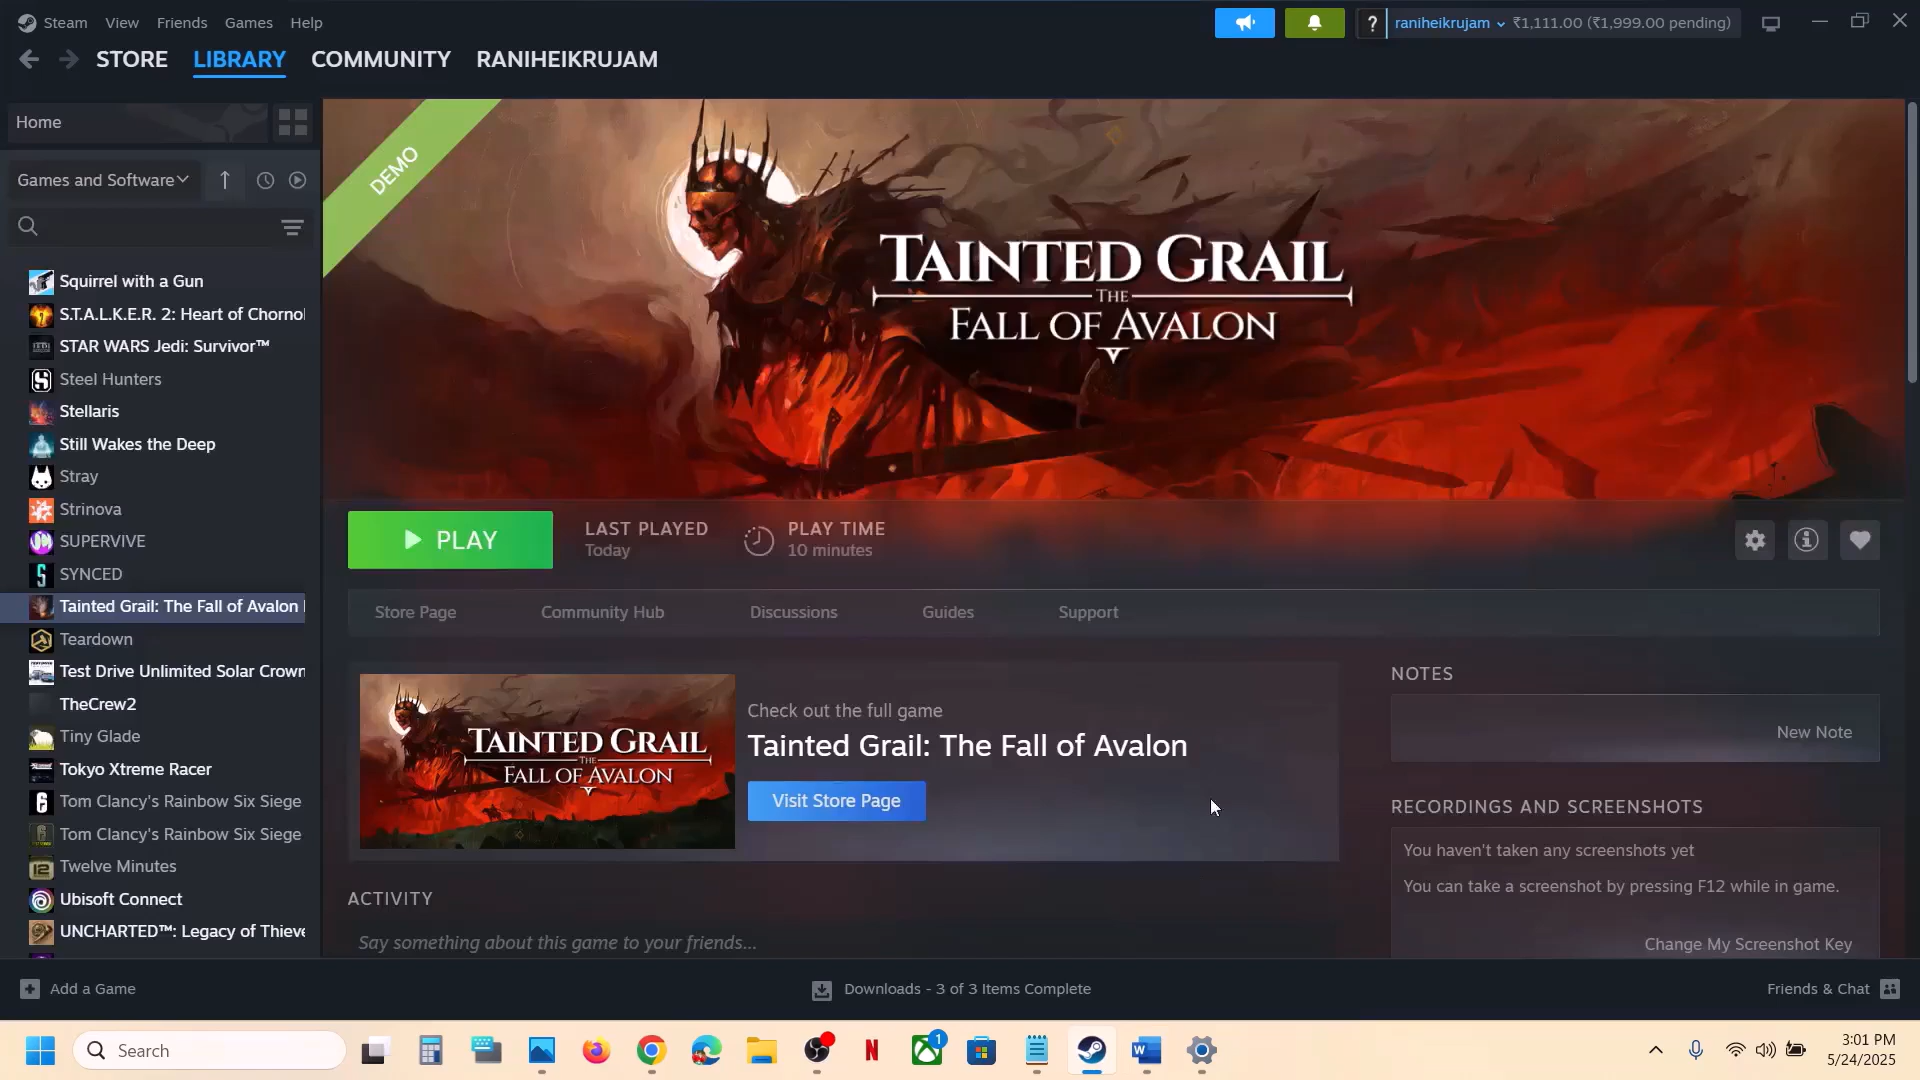 Steam View Friends Games Help
? raniheikrujam ₹1,111.00 (₹1,999.00 pending)
STORE LIBRARY COMMUNITY RANIHEIKRUJAM
Home
Games and Software
DEMO
TAINTED GRAIL
THE
FALL OF AVALON
Squirrel with a Gun
S.T.A.L.K.E.R. 2: Heart of Chornol
STAR WARS Jedi: Survivor™
Steel Hunters
Stellaris
Still Wakes the Deep
Stray
Strinova
SUPERVIVE
SYNCED
Tainted Grail: The Fall of Avalon
Teardown
Test Drive Unlimited Solar Crown
TheCrew2
Tiny Glade
Tokyo Xtreme Racer
Tom Clancy's Rainbow Six Siege
Tom Clancy's Rainbow Six Siege
Twelve Minutes
Ubisoft Connect
UNCHARTED™: Legacy of Thieve
PLAY
LAST PLAYED
Today
PLAY TIME
10 minutes
Store Page Community Hub Discussions Guides Support
TAINTED GRAIL
THE
FALL OF AVALON
Check out the full game
Tainted Grail: The Fall of Avalon
Visit Store Page
ACTIVITY
Say something about this game to your friends...
NOTES
New Note
RECORDINGS AND SCREENSHOTS
You haven't taken any screenshots yet
You can take a screenshot by pressing F12 while in game.
Change My Screenshot Key
Add a Game
Downloads - 3 of 3 Items Complete
Friends & Chat
Search
1
3:01 PM
5/24/2025